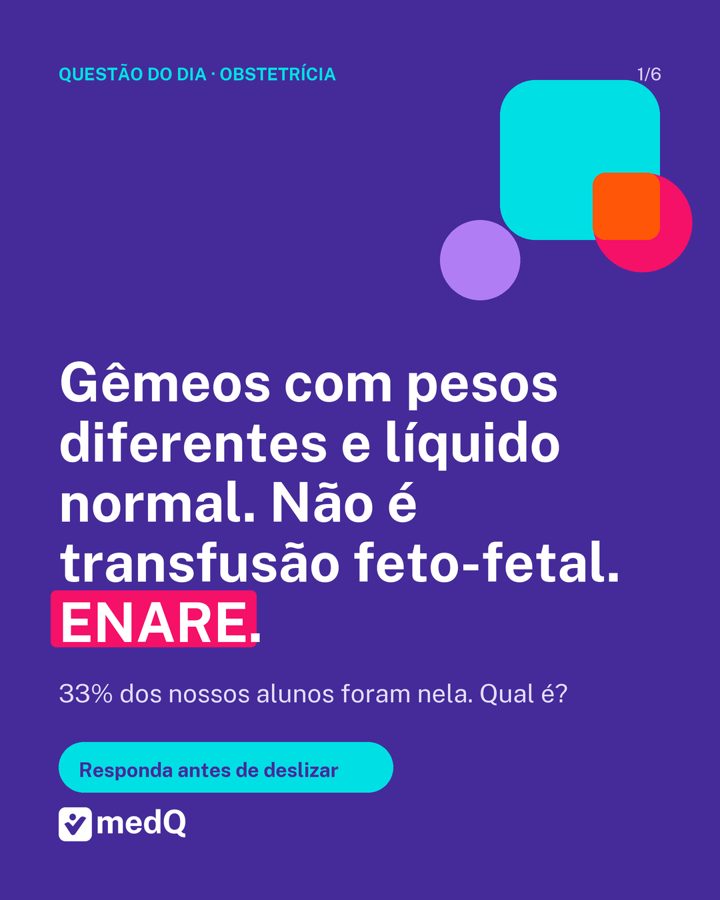 QUESTÃO DO DIA · OBSTETRÍCIA
1/6
Gêmeos com pesos
diferentes e líquido
normal. Não é
transfusão feto-fetal.
ENARE.
33% dos nossos alunos foram nela. Qual é?
Responda antes de deslizar
medQ